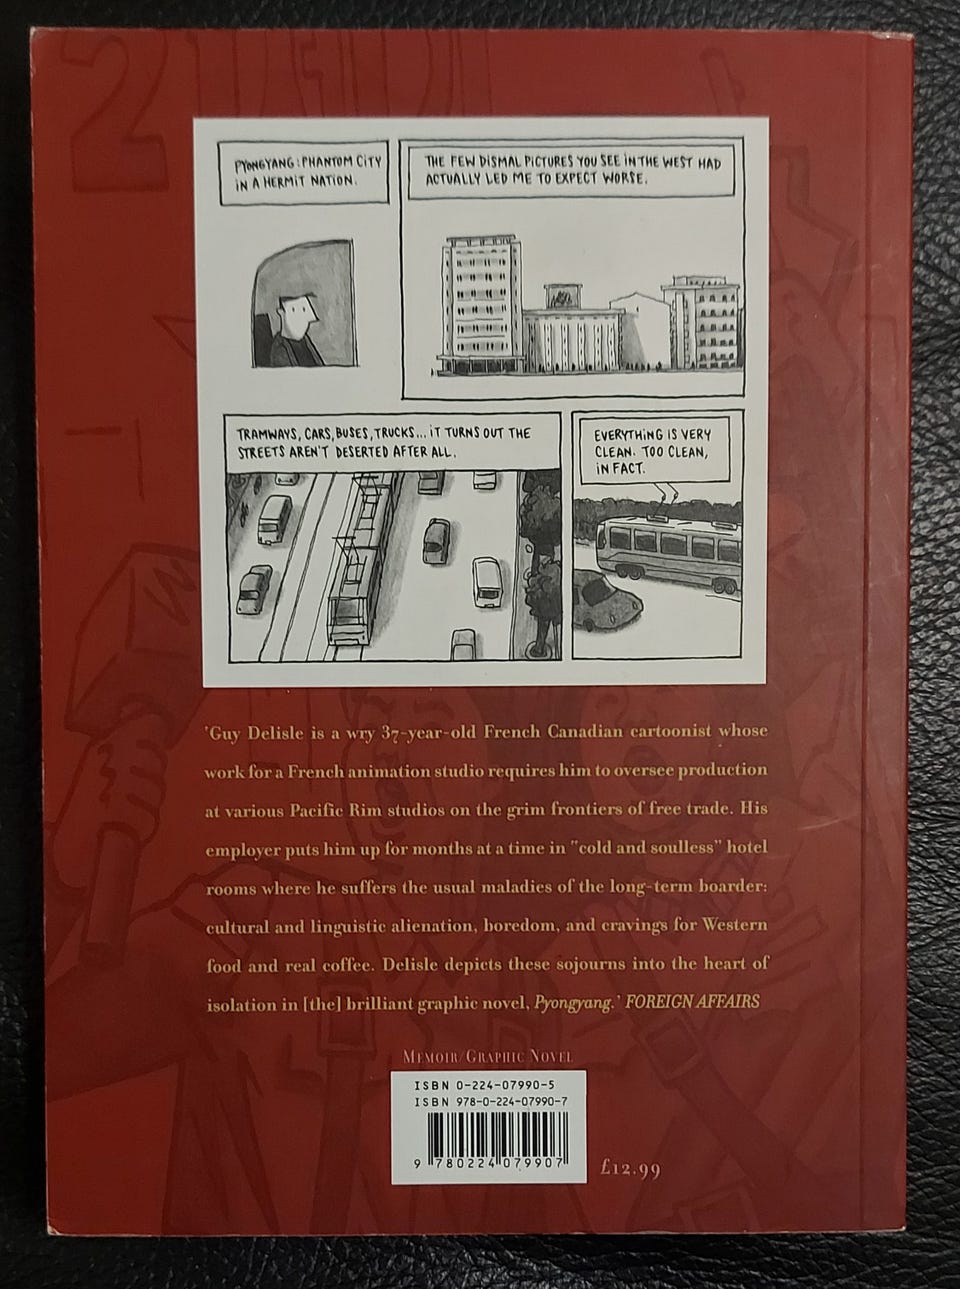 PYONGYANG: PHANTOM CITY
IN A HERMIT NATION.
THE FEW DISMAL PICTURES YOU SEE IN THE WEST HAD
ACTUALLY LED ME TO EXPECT WORSE.
TRAMWAYS, CARS, BUSES, TRUCKS... IT TURNS OUT THE
STREETS AREN'T DESERTED AFTER ALL.
EVERYTHING IS VERY
CLEAN. TOO CLEAN,
IN FACT.
'Guy Delisle is a wry 37-year-old French Canadian cartoonist whose
work for a French animation studio requires him to oversee production
at various Pacific Rim studios on the grim frontiers of free trade. His
employer puts him up for months at a time in "cold and soulless" hotel
rooms where he suffers the usual maladies of the long-term boarder:
cultural and linguistic alienation, boredom, and cravings for Western
food and real coffee. Delisle depicts these sojourns into the heart of
isolation in [the] brilliant graphic novel, Pyongyang.' FOREIGN AFFAIRS
MEMOIR/GRAPHIC NOVEL
ISBN 0-224-07990-5
ISBN 978-0-224-07990-7
9 780224 079907
£12.99